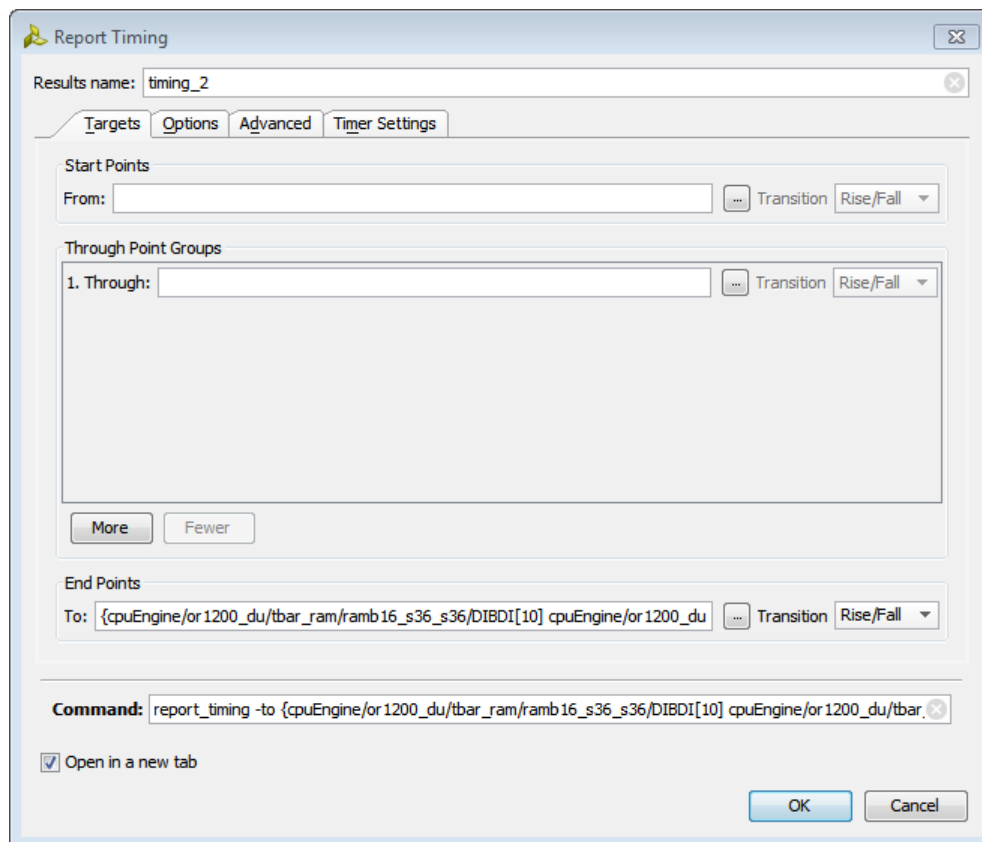 Report Timing
Results name: timing_2
Targets Options Advanced Timer Settings
Start Points
From: ... Transition Rise/Fall
Through Point Groups
1. Through: ... Transition Rise/Fall
More Fewer
End Points
To: {cpuEngine/or1200_du/tbar_ram/ramb16_s36_s36/DIBDI[10] cpuEngine/or1200_du ... Transition Rise/Fall
Command: report_timing -to {cpuEngine/or1200_du/tbar_ram/ramb16_s36_s36/DIBDI[10] cpuEngine/or1200_du/tbar_
Open in a new tab
OK Cancel